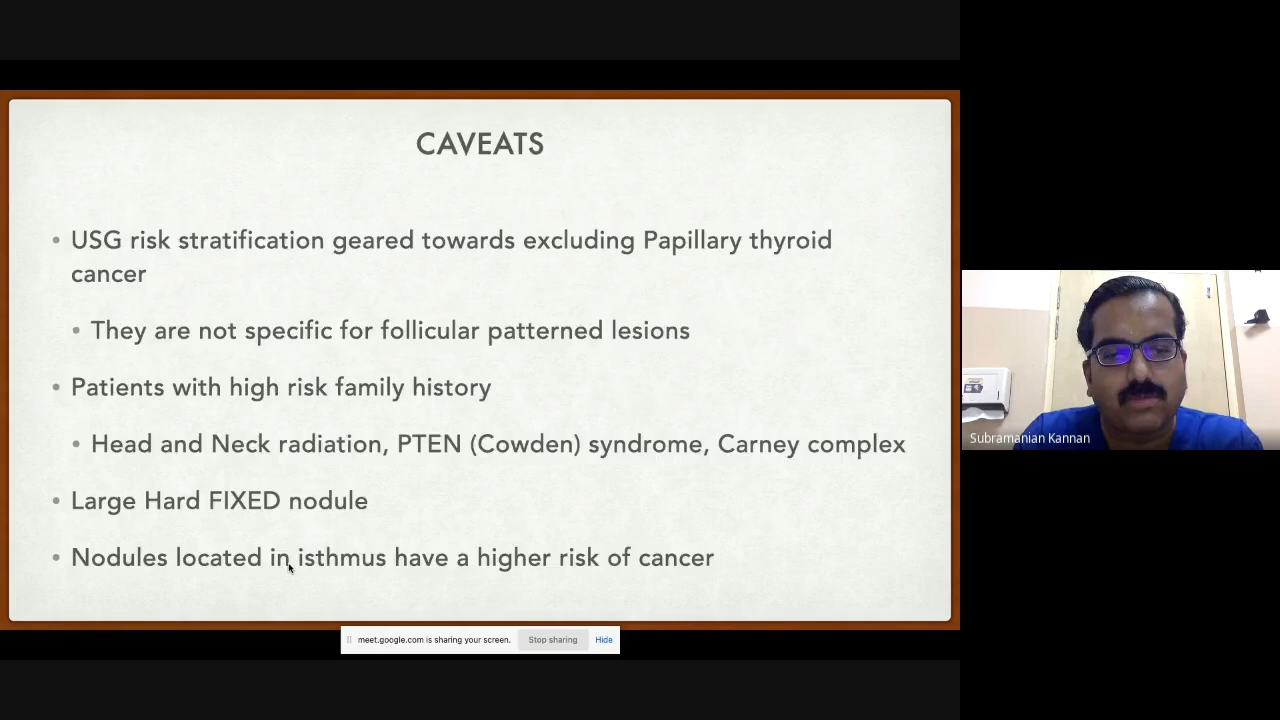 CAVEATS
• USG risk stratification geared towards excluding Papillary thyroid
cancer
• They are not specific for follicular patterned lesions
• Patients with high risk family history
• Head and Neck radiation, PTEN (Cowden) syndrome, Carney complex
• Large Hard FIXED nodule
• Nodules located in isthmus have a higher risk of cancer
meet.google.com is sharing your screen. Stop sharing Hide
Subramanian Kannan